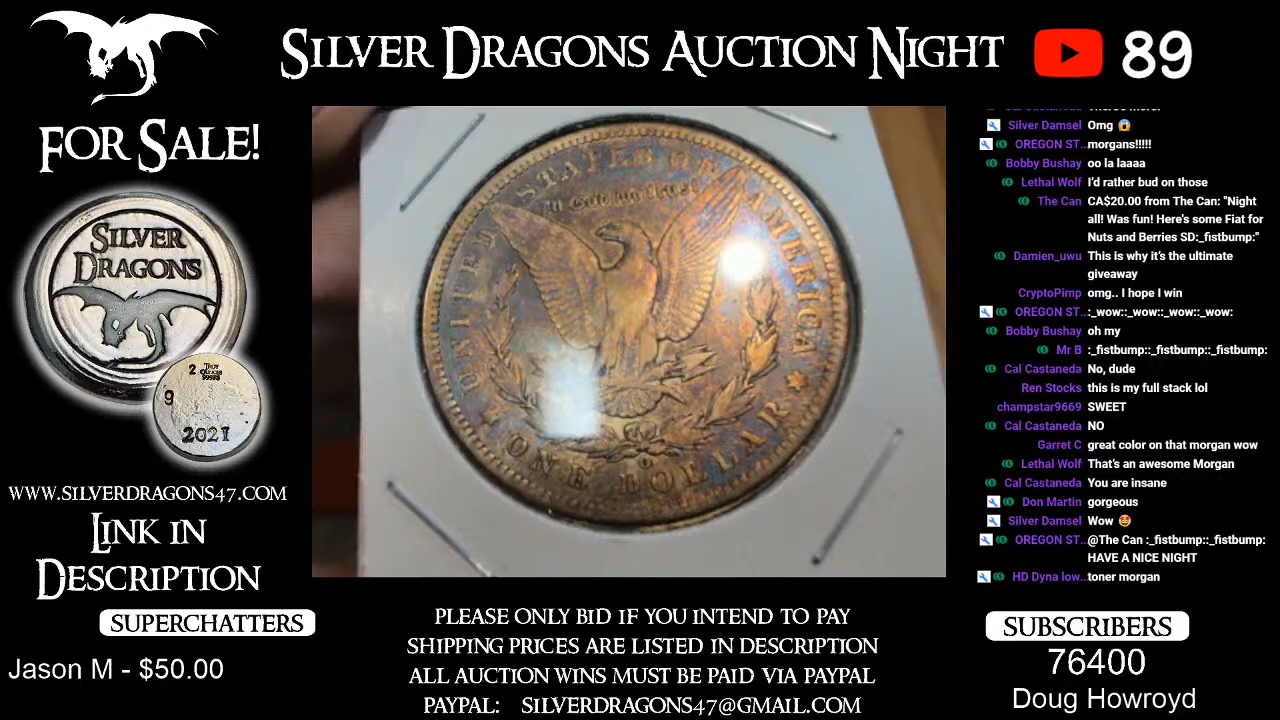 SILVER DRAGONS AUCTION NIGHT
89
FOR SALE!
SILVER
DRAGONS
2 TROY
OUNCES
9
2021
WWW.SILVERDRAGONS47.COM
LINK IN
DESCRIPTION
SUPERCHATTERS
Jason M - $50.00
UNITED STATES OF AMERICA
In God we trust
ONE DOLLAR
O
PLEASE ONLY BID IF YOU INTEND TO PAY
SHIPPING PRICES ARE LISTED IN DESCRIPTION
ALL AUCTION WINS MUST BE PAID VIA PAYPAL
PAYPAL: SILVERDRAGONS47@GMAIL.COM
Silver Damsel Omg 😱
OREGON ST...morgans!!!!!
Bobby Bushay oo la laaaa
Lethal Wolf I'd rather bud on those
The Can CA$20.00 from The Can: "Night
all! Was fun! Here's some Fiat for
Nuts and Berries SD:_fistbump:"
Damien_uwu This is why it's the ultimate
giveaway
CryptoPimp omg.. I hope I win
OREGON ST...:_wow::_wow::_wow::_wow:
Bobby Bushay oh my
Mr B :_fistbump::_fistbump::_fistbump:
Cal Castaneda No, dude
Ren Stocks this is my full stack lol
champstar9669 SWEET
Cal Castaneda NO
Garret C great color on that morgan wow
Lethal Wolf That's an awesome Morgan
Cal Castaneda You are insane
Don Martin gorgeous
Silver Damsel Wow 🤩
OREGON ST...@The Can :_fistbump::_fistbump:
HAVE A NICE NIGHT
HD Dyna low...toner morgan
SUBSCRIBERS
76400
Doug Howroyd